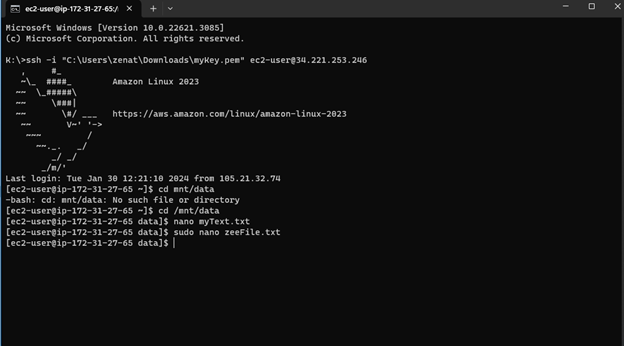 ec2-user@ip-172-31-27-65:/
Microsoft Windows [Version 10.0.22621.3085]
(c) Microsoft Corporation. All rights reserved.
K:\>ssh -i "C:\Users\zenat\Downloads\myKey.pem" ec2-user@34.221.253.246
   ,     #_
   ~\_  ####_        Amazon Linux 2023
  ~~  \_#####\
  ~~     \###|
  ~~       \#/ ___   https://aws.amazon.com/linux/amazon-linux-2023
   ~~       V~' '->
    ~~~         /
      ~~._.   _/
         _/ _/
       _/m/'
Last login: Tue Jan 30 12:21:10 2024 from 105.21.32.74
[ec2-user@ip-172-31-27-65 ~]$ cd mnt/data
-bash: cd: mnt/data: No such file or directory
[ec2-user@ip-172-31-27-65 ~]$ cd /mnt/data
[ec2-user@ip-172-31-27-65 data]$ nano myText.txt
[ec2-user@ip-172-31-27-65 data]$ sudo nano zeeFile.txt
[ec2-user@ip-172-31-27-65 data]$